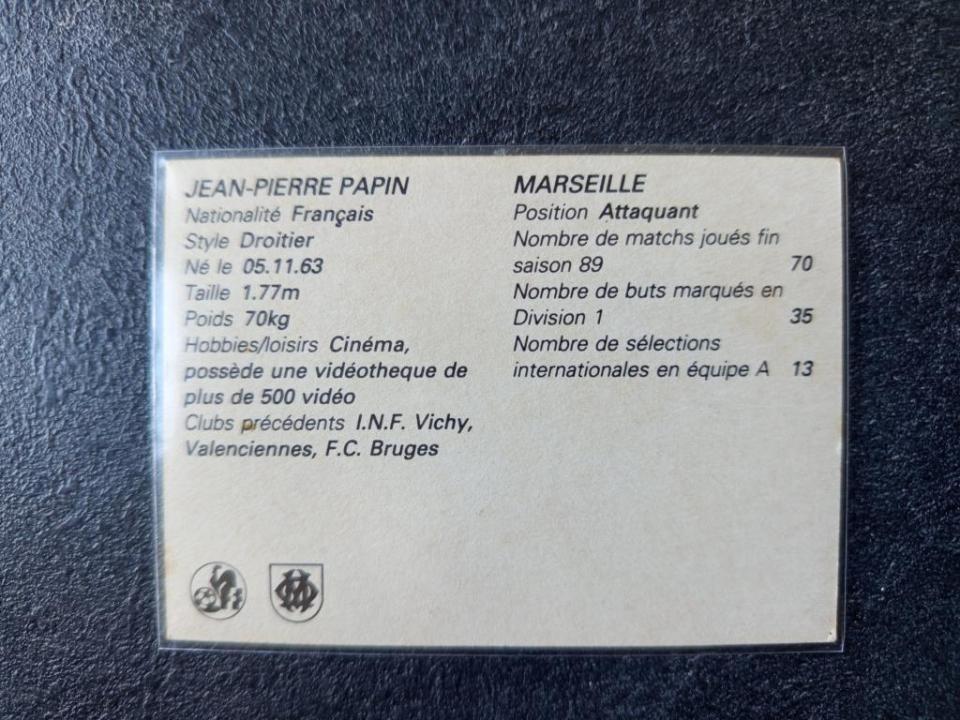 JEAN-PIERRE PAPIN
Nationalité Français
Style Droitier
Né le 05.11.63
Taille 1.77m
Poids 70kg
Hobbies/loisirs Cinéma,
possède une vidéotheque de
plus de 500 vidéo
Clubs précédents I.N.F. Vichy,
Valenciennes, F.C. Bruges
MARSEILLE
Position Attaquant
Nombre de matchs joués fin
saison 89 70
Nombre de buts marqués en
Division 1 35
Nombre de sélections
internationales en équipe A 13